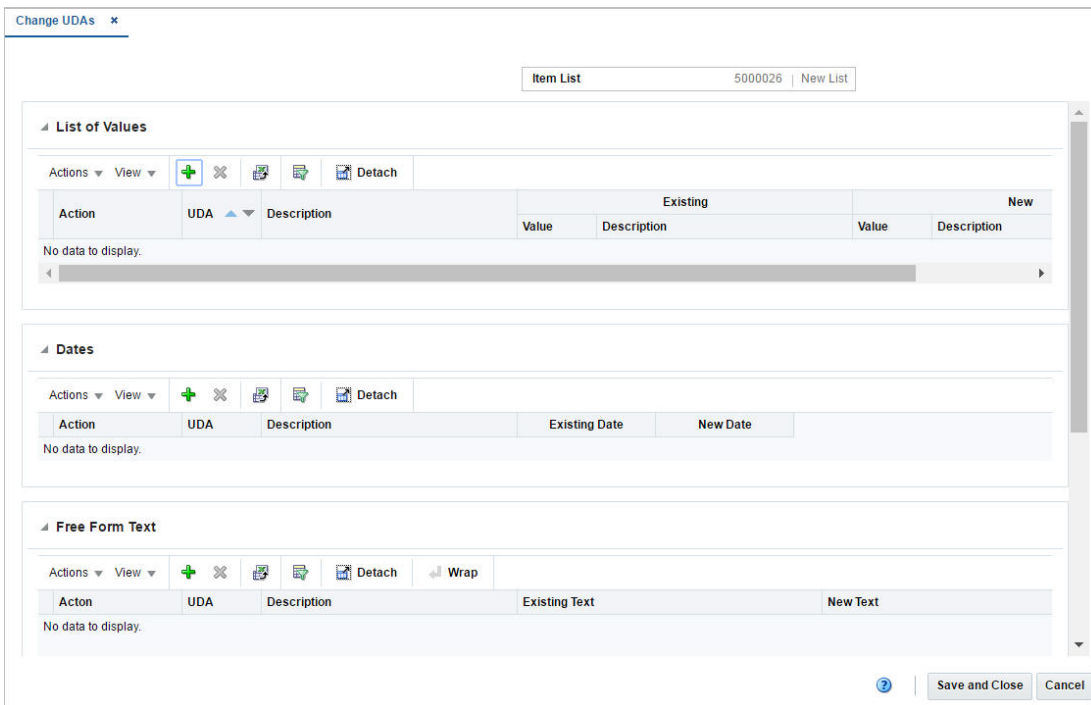 Change UDAs ×
Item List 5000026 | New List
List of Values
Actions View Detach
Existing New
Action UDA Description
Value Description Value Description
No data to display.
Dates
Actions View Detach
Action UDA Description Existing Date New Date
No data to display.
Free Form Text
Actions View Detach Wrap
Acton UDA Description Existing Text New Text
No data to display.
? Save and Close Cancel